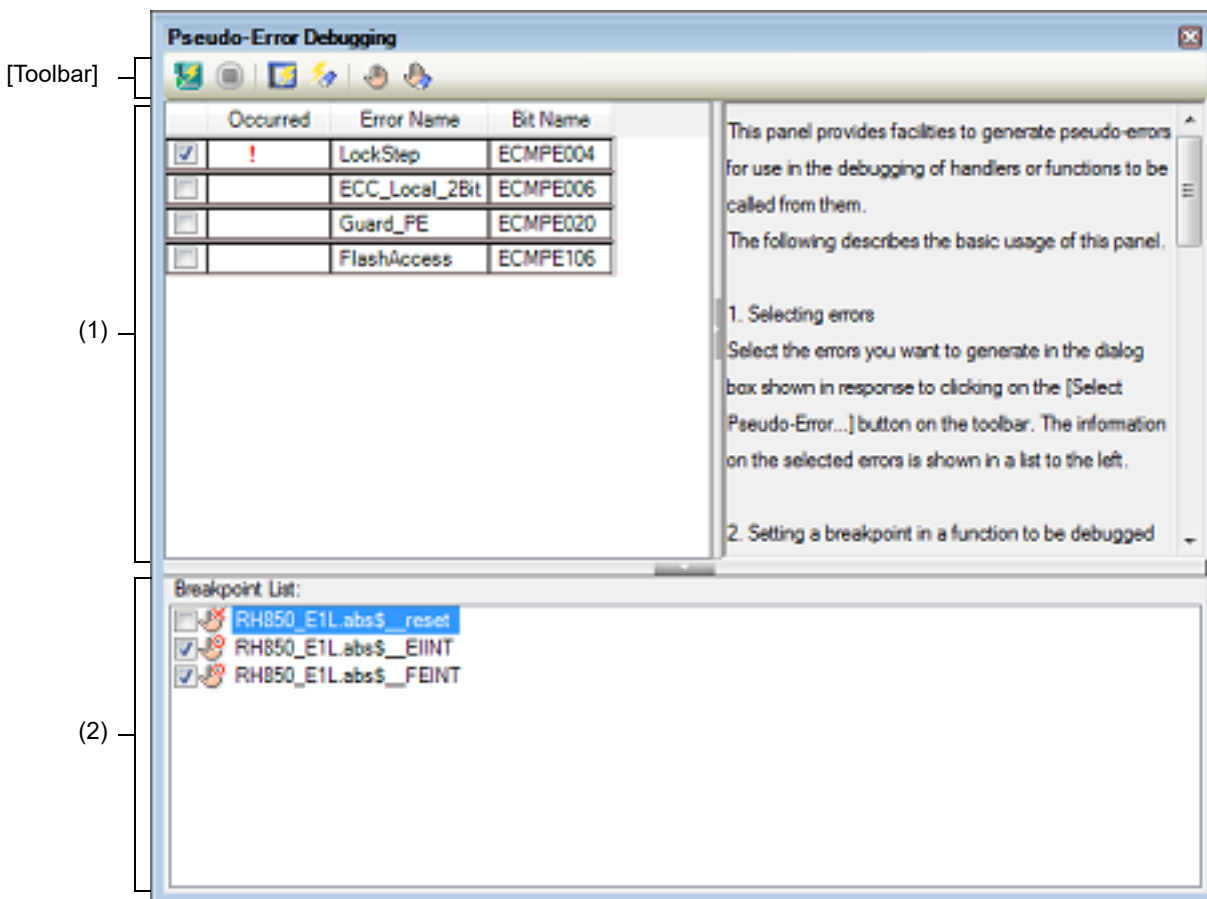 Pseudo-Error Debugging
[Toolbar]
Occurred Error Name Bit Name
! LockStep ECMPE004
ECC_Local_2Bit ECMPE006
Guard_PE ECMPE020
FlashAccess ECMPE106
(1)
This panel provides facilities to generate pseudo-errors
for use in the debugging of handlers or functions to be
called from them.
The following describes the basic usage of this panel.
1. Selecting errors
Select the errors you want to generate in the dialog
box shown in response to clicking on the [Select
Pseudo-Error...] button on the toolbar. The information
on the selected errors is shown in a list to the left.
2. Setting a breakpoint in a function to be debugged
Breakpoint List:
RH850_E1L.abs$__reset
RH850_E1L.abs$__EIINT
RH850_E1L.abs$__FEINT
(2)